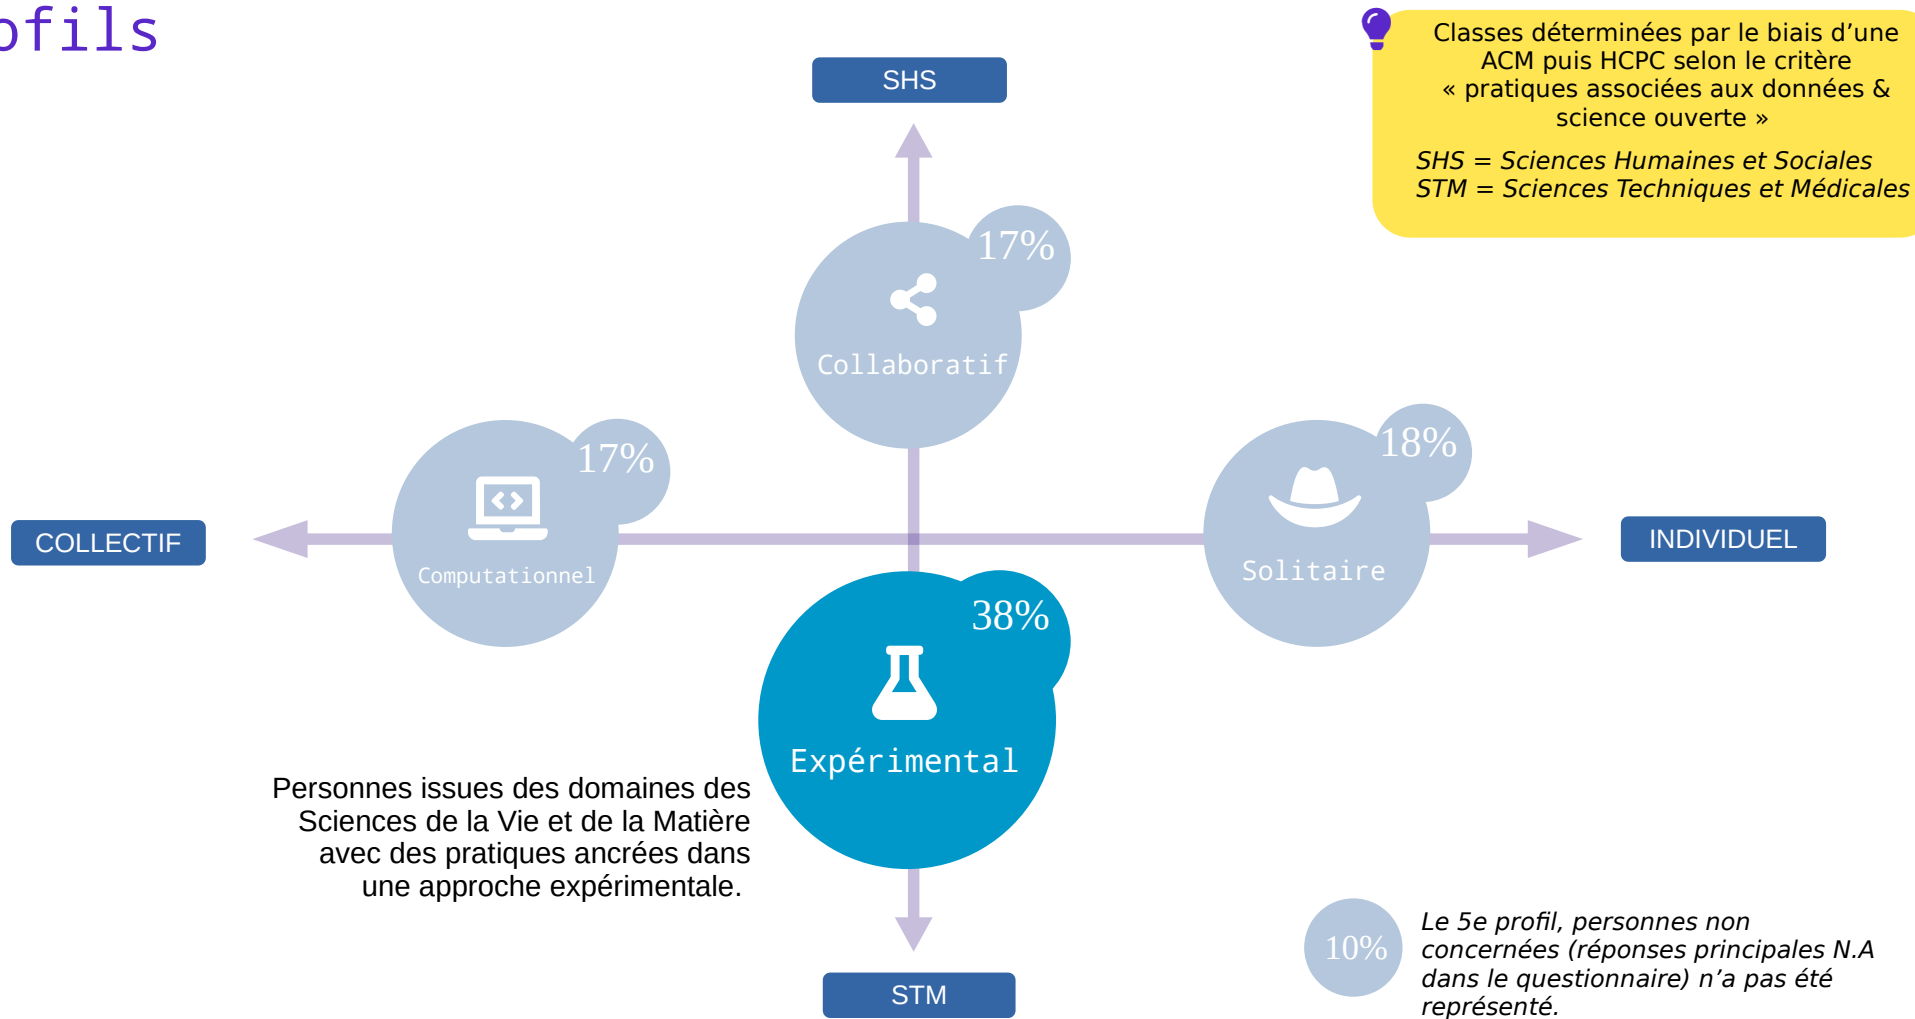 ofils
Classes déterminées par le biais d’une
ACM puis HCPC selon le critère
« pratiques associées aux données &
science ouverte »
SHS = Sciences Humaines et Sociales
STM = Sciences Techniques et Médicales
SHS
17%
Collaboratif
17%
Computationnel
18%
Solitaire
COLLECTIF
INDIVIDUEL
38%
Expérimental
Personnes issues des domaines des
Sciences de la Vie et de la Matière
avec des pratiques ancrées dans
une approche expérimentale.
STM
10%
Le 5e profil, personnes non
concernées (réponses principales N.A
dans le questionnaire) n’a pas été
représenté.